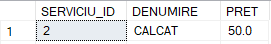 SERVICIU_ID DENUMIRE PRET
1 2 CALCAT 50.0